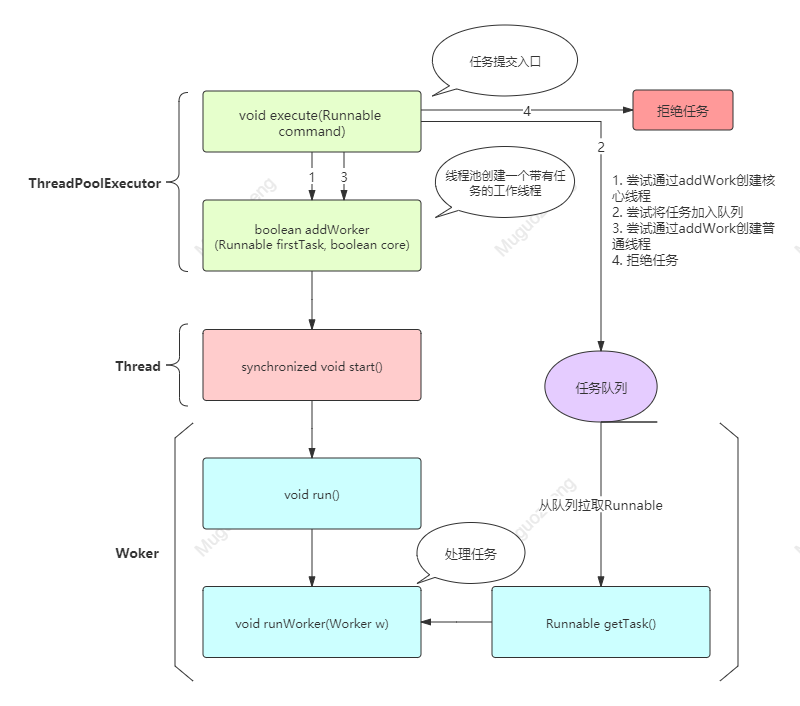 任务提交入口
void execute(Runnable
command)
4
拒绝任务
2
1
3
ThreadPoolExecutor
线程池创建一个带有任
务的工作线程
1. 尝试通过addWork创建核
心线程
2. 尝试将任务加入队列
3. 尝试通过addWork创建普
通线程
4. 拒绝任务
boolean addWorker
(Runnable firstTask, boolean core)
Muguozheng
Muguozheng
Thread
synchronized void start()
任务队列
void run()
从队列拉取Runnable
Muguozheng
Muguozheng
Woker
处理任务
void runWorker(Worker w)
Runnable getTask()